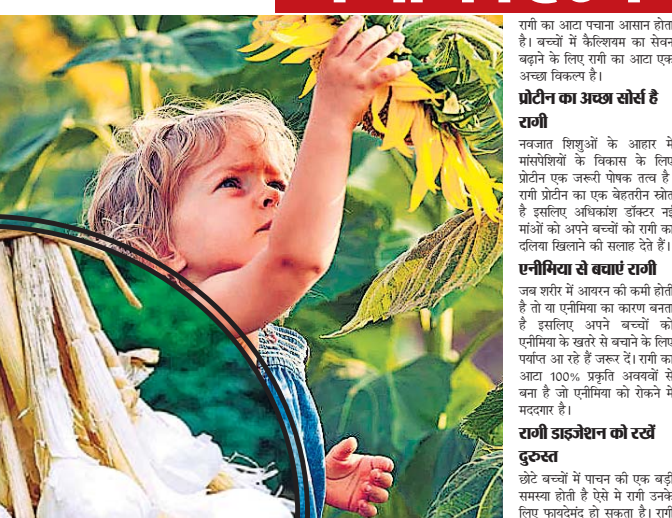 रागी का आटा पचाना आसान होता
है। बच्चों में कैल्शियम का सेवन
बढ़ाने के लिए रागी का आटा एक
अच्छा विकल्प है।
प्रोटीन का अच्छा सोर्स है
रागी
नवजात शिशुओं के आहार में
मांसपेशियों के विकास के लिए
प्रोटीन एक जरूरी पोषक तत्व है
रागी प्रोटीन का एक बेहतरीन स्रोत
है इसलिए अधिकांश डॉक्टर नई
मांओं को अपने बच्चों को रागी का
दलिया खिलाने की सलाह देते हैं।
एनीमिया से बचाएं रागी
जब शरीर में आयरन की कमी होती
है तो या एनीमिया का कारण बनता
है इसलिए अपने बच्चों को
एनीमिया के खतरे से बचाने के लिए
पर्याप्त आ रहे हैं जरूर दें। रागी का
आटा 100% प्रकृति अवयवों से
बना है जो एनीमिया को रोकने में
मददगार है।
रागी डाइजेशन को रखें
दुरुस्त
छोटे बच्चों में पाचन की एक बड़ी
समस्या होती है ऐसे मे रागी उनके
लिए फायदेमंद हो सकता है। रागी